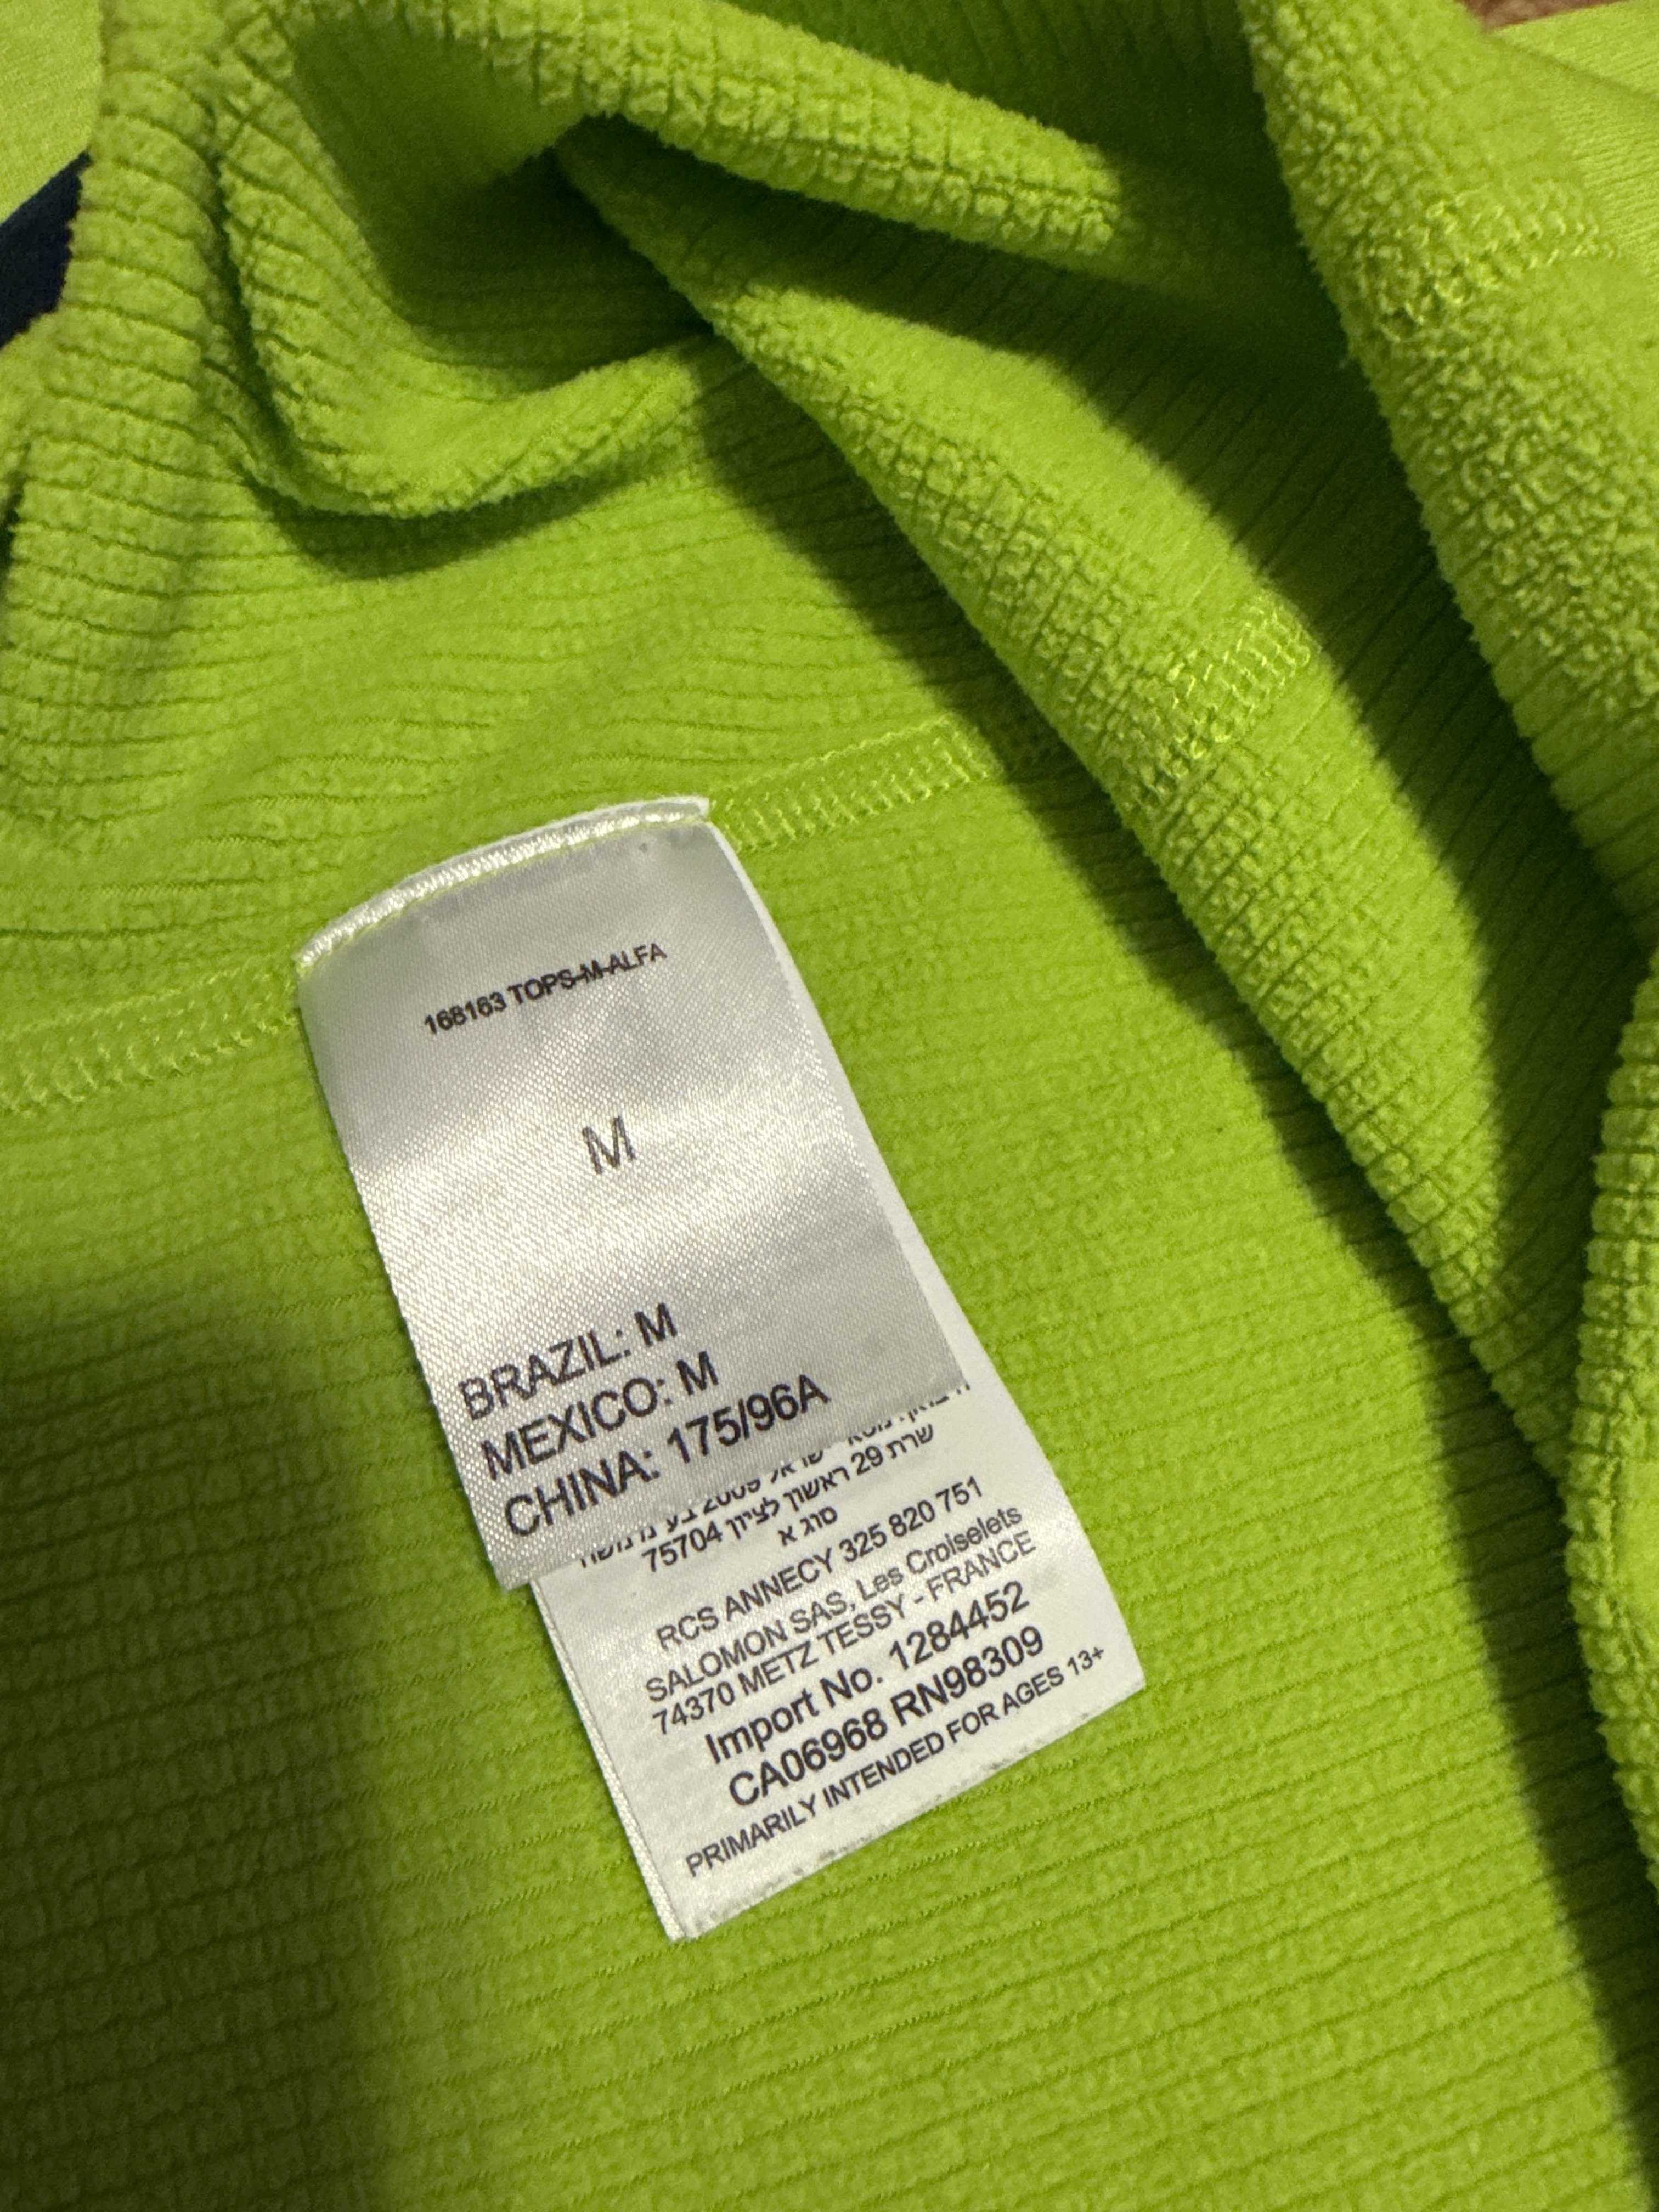 168163 TOPS-M-ALFA
M
BRAZIL: M
MEXICO: M
CHINA: 175/96A
2009
שרת 29 ראשון לציון 75704
סוג א
RCS ANNECY 325 820 751
SALOMON SAS, Les Croiselets
74370 METZ TESSY - FRANCE
Import No. 1284452
CA06968 RN98309
PRIMARILY INTENDED FOR AGES 13+